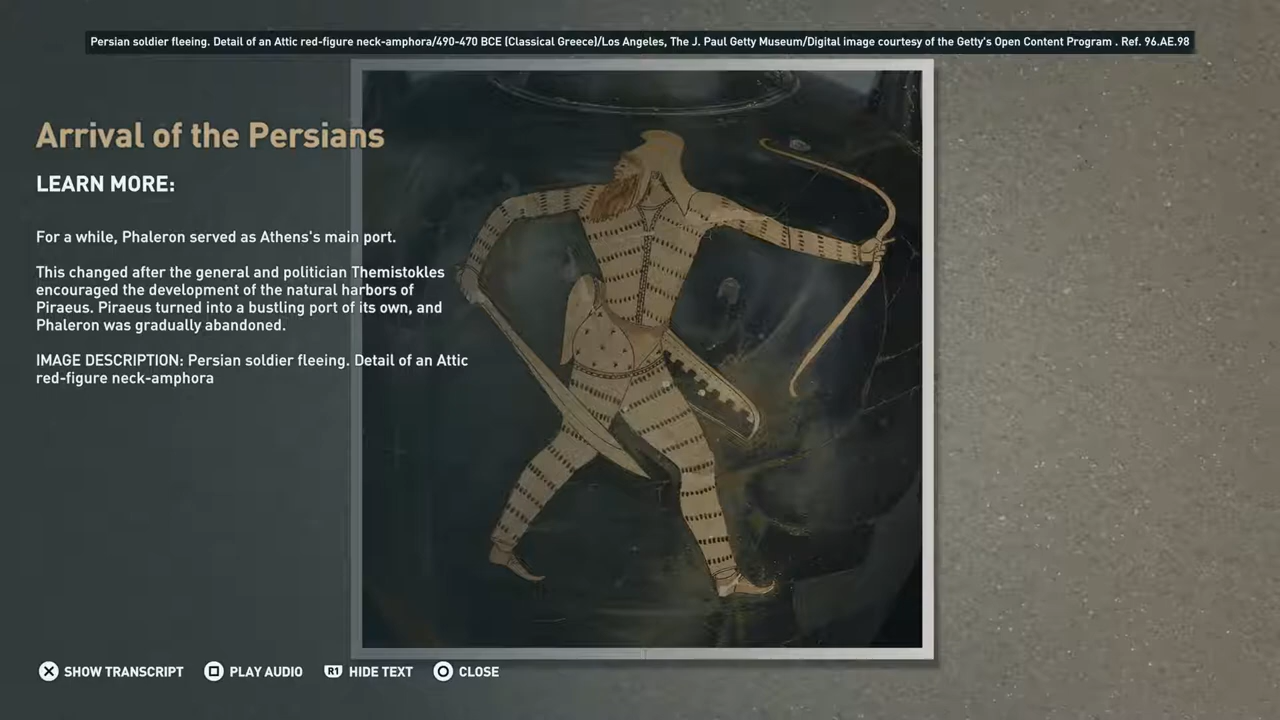 Persian soldier fleeing. Detail of an Attic red-figure neck-amphora/490-470 BCE (Classical Greece)/Los Angeles, The J. Paul Getty Museum/Digital image courtesy of the Getty's Open Content Program . Ref. 96.AE.98
Arrival of the Persians
LEARN MORE:
For a while, Phaleron served as Athens's main port.
This changed after the general and politician Themistokles
encouraged the development of the natural harbors of
Piraeus. Piraeus turned into a bustling port of its own, and
Phaleron was gradually abandoned.
IMAGE DESCRIPTION: Persian soldier fleeing. Detail of an Attic
red-figure neck-amphora
SHOW TRANSCRIPT PLAY AUDIO R1 HIDE TEXT CLOSE